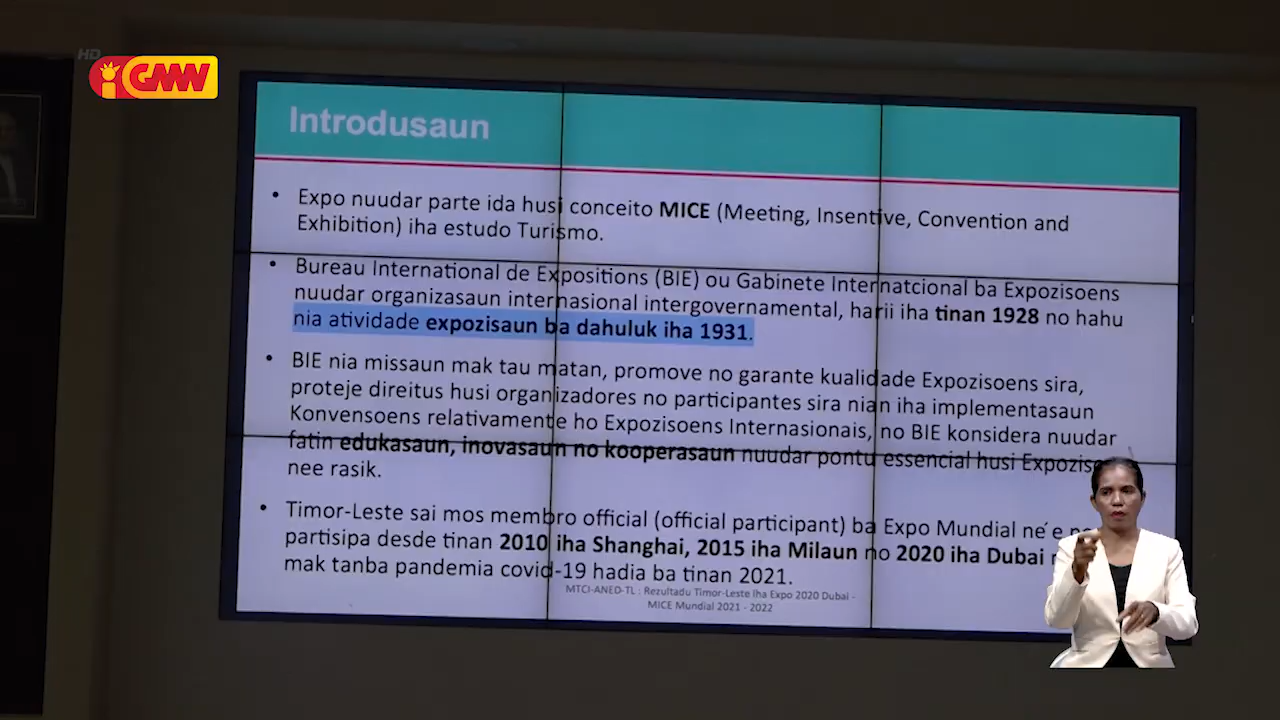 HD
GMN
Introdusaun
• Expo nuudar parte ida husi conceito MICE (Meeting, Insentive, Convention and
Exhibition) iha estudo Turismo.
• Bureau International de Expositions (BIE) ou Gabinete Internatcional ba Expozisoens
nuudar organizasaun internasional intergovernamental, harii iha tinan 1928 no hahu
nia atividade expozisaun ba dahuluk iha 1931.
• BIE nia missaun mak tau matan, promove no garante kualidade Expozisoens sira,
proteje direitus husi organizadores no participantes sira nian iha implementasaun
Konvensoens relativamente ho Expozisoens Internasionais, no BIE konsidera nuudar
fatin edukasaun, inovasaun no kooperasaun nuudar pontu essencial husi
nee rasik.
• Timor-Leste sai mos membro official (official participant) ba Expo Mundial né e
partisipa desde tinan 2010 iha Shanghai, 2015 iha Milaun no 2020 iha Dubai
mak tanba pandemia covid-19 hadia ba tinan 2021.
MTCI-ANED-TL : Rezultadu Timor-Leste Iha Expo 2020 Dubai -
MICE Mundial 2021 - 2022